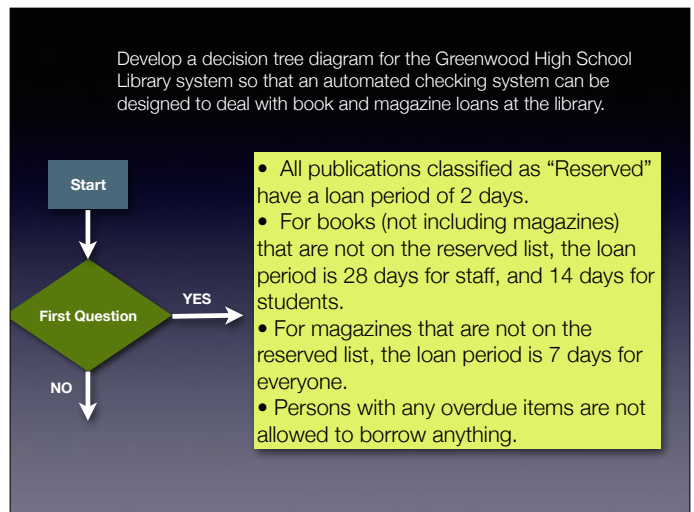 Develop a decision tree diagram for the Greenwood High School
Library system so that an automated checking system can be
designed to deal with book and magazine loans at the library.
Start
First Question
YES
NO
• All publications classified as “Reserved”
have a loan period of 2 days.
• For books (not including magazines)
that are not on the reserved list, the loan
period is 28 days for staff, and 14 days for
students.
• For magazines that are not on the
reserved list, the loan period is 7 days for
everyone.
• Persons with any overdue items are not
allowed to borrow anything.